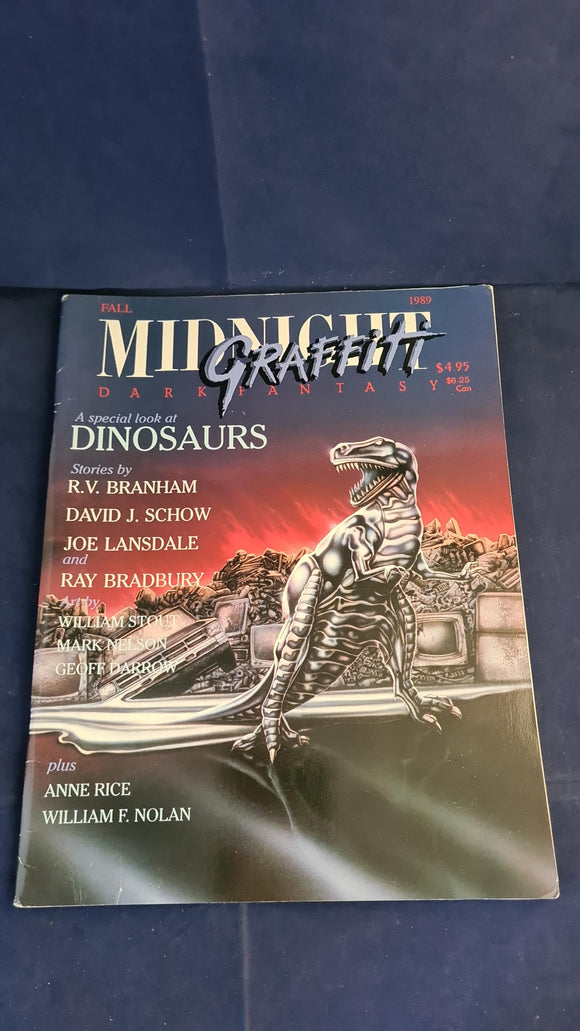 FALL 1989
MIDNIGHT
GRAFFITI
$4.95
DARK FANTASY $6.25
Can
A special look at
DINOSAURS
Stories by
R.V. BRANHAM
DAVID J. SCHOW
JOE LANSDALE
and
RAY BRADBURY
Art by
WILLIAM STOUT
MARK NELSON
GEOFF DARROW
plus
ANNE RICE
WILLIAM F. NOLAN